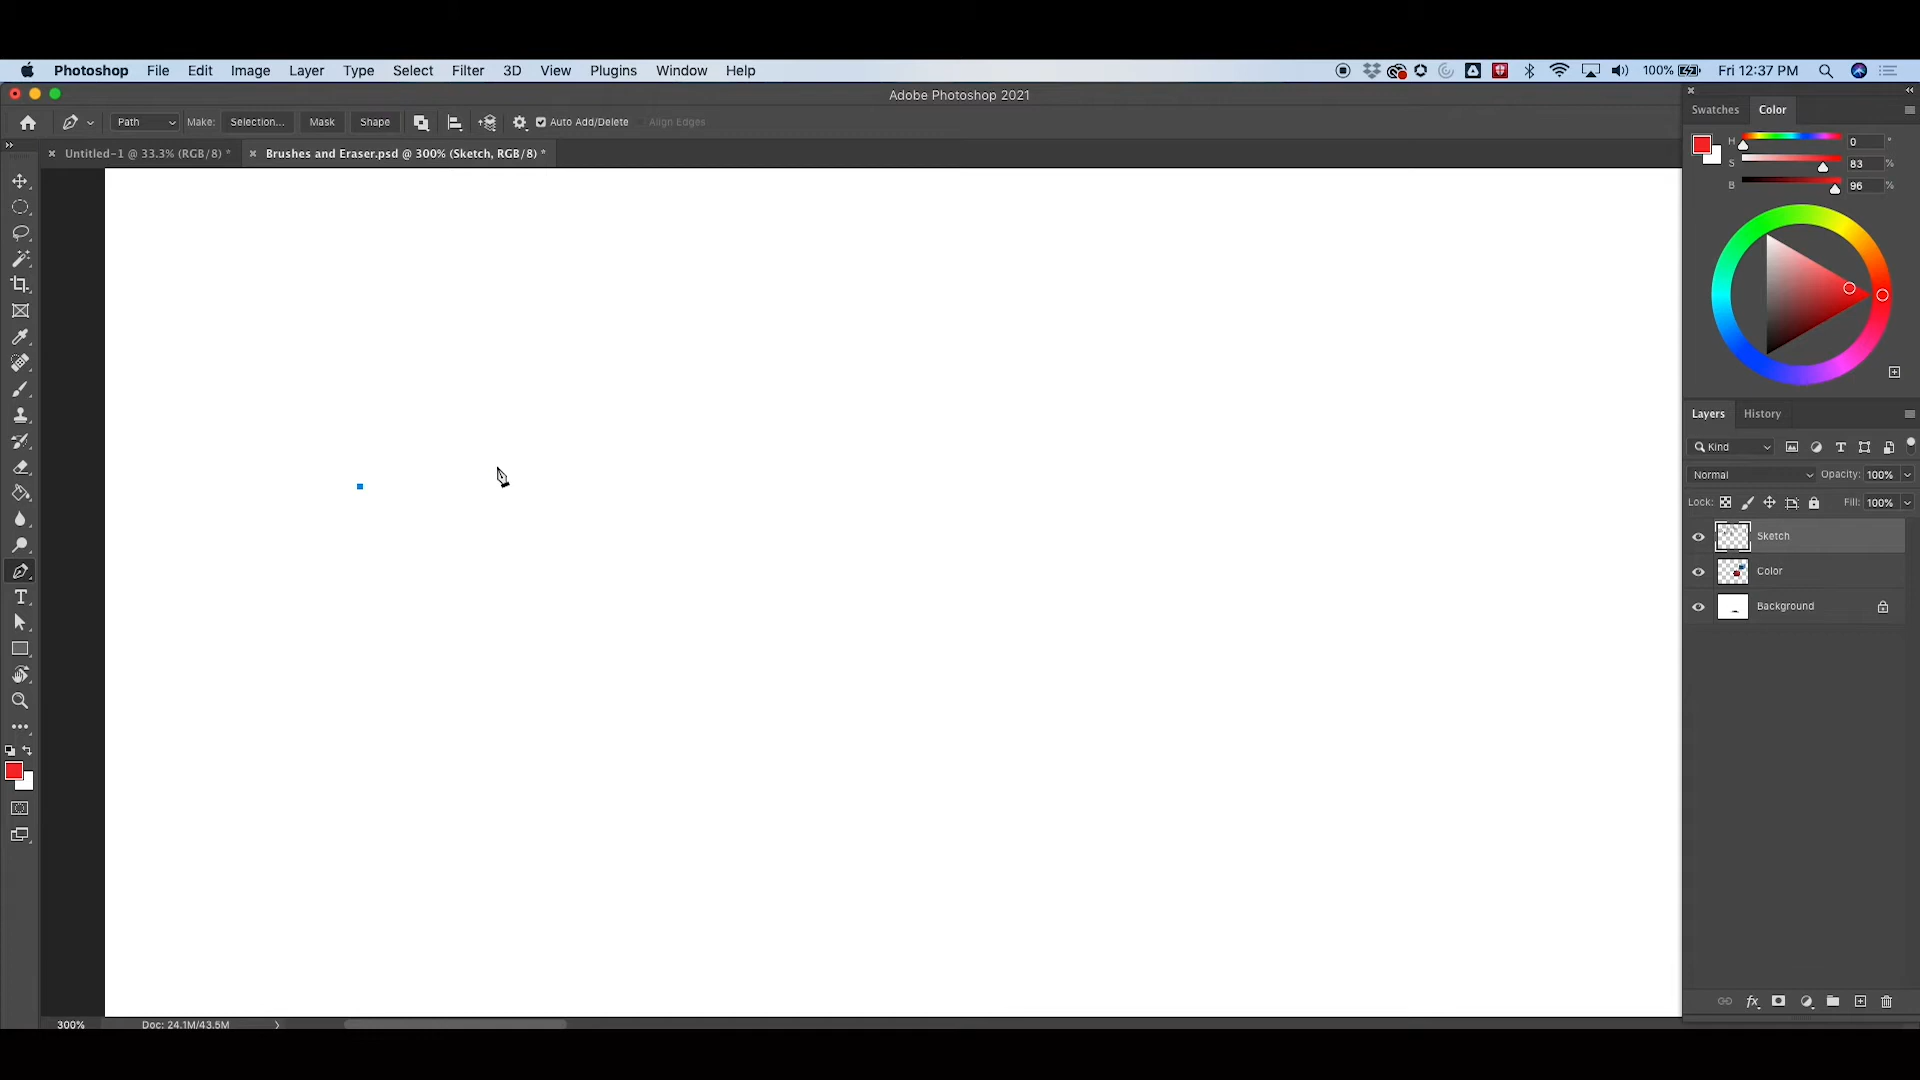 Photoshop File Edit Image Layer Type Select Filter 3D View Plugins Window Help 100% Fri 12:37 PM
Adobe Photoshop 2021
Path Make: Selection... Mask Shape Auto Add/Delete Align Edges
Untitled-1 @ 33.3% (RGB/8) * Brushes and Eraser.psd @ 300% (Sketch, RGB/8) *
Swatches Color
H 0 °
S 83 %
B 96 %
Layers History
Kind
Normal Opacity: 100%
Lock: Fill: 100%
Sketch
Color
Background
300% Doc: 24.1M/43.5M